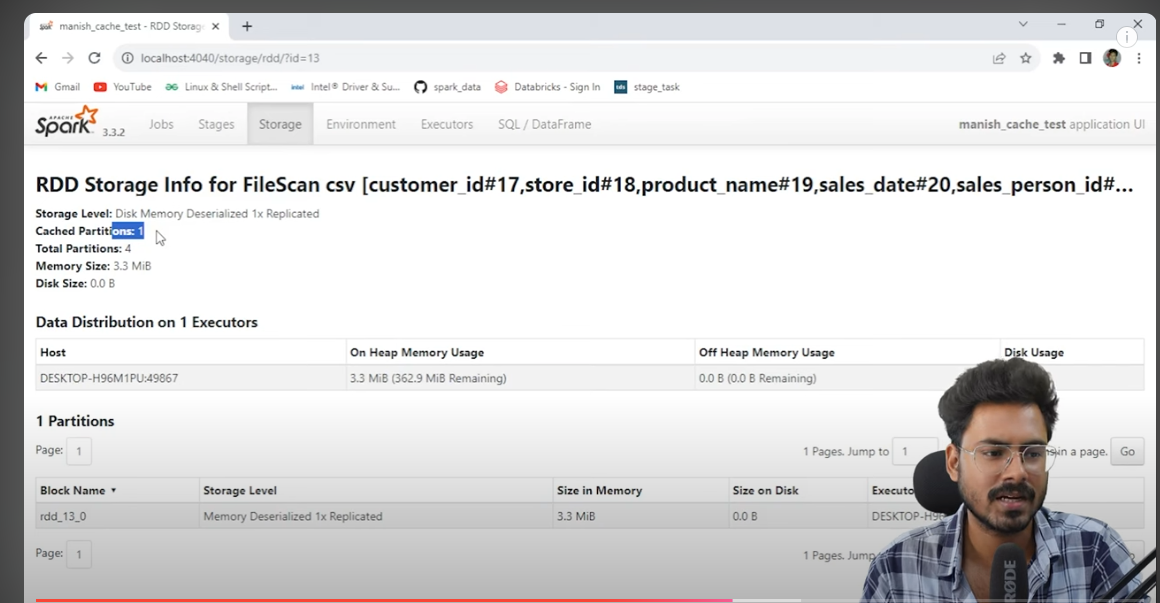 manish_cache_test - RDD Storag
localhost:4040/storage/rdd/?id=13
Gmail YouTube Linux & Shell Script... Intel® Driver & Su... spark_data Databricks - Sign In stage_task
APACHE Spark 3.3.2 Jobs Stages Storage Environment Executors SQL / DataFrame manish_cache_test application UI
RDD Storage Info for FileScan csv [customer_id#17,store_id#18,product_name#19,sales_date#20,sales_person_id#...
Storage Level: Disk Memory Deserialized 1x Replicated
Cached Partitions: 1
Total Partitions: 4
Memory Size: 3.3 MiB
Disk Size: 0.0 B
Data Distribution on 1 Executors
Host On Heap Memory Usage Off Heap Memory Usage Disk Usage
DESKTOP-H96M1PU:49867 3.3 MiB (362.9 MiB Remaining) 0.0 B (0.0 B Remaining)
1 Partitions
Page: 1 1 Pages. Jump to 1 in a page. Go
Block Name Storage Level Size in Memory Size on Disk Executo
rdd_13_0 Memory Deserialized 1x Replicated 3.3 MiB 0.0 B DESKTOP-H96
Page: 1 1 Pages. Jump
RØDE